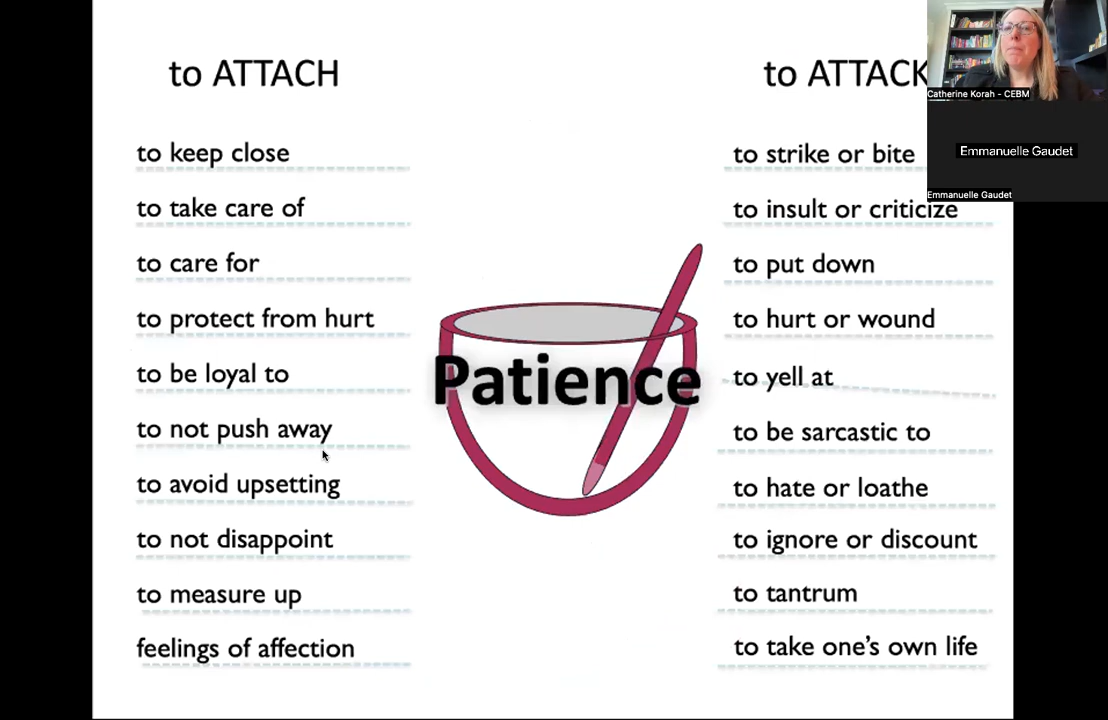 to ATTACH
to keep close
to take care of
to care for
to protect from hurt
to be loyal to
to not push away
to avoid upsetting
to not disappoint
to measure up
feelings of affection
Patience
to ATTACK
to strike or bite
to insult or criticize
to put down
to hurt or wound
to yell at
to be sarcastic to
to hate or loathe
to ignore or discount
to tantrum
to take one's own life
Catherine Korah - CEBM
Emmanuelle Gaudet
Emmanuelle Gaudet